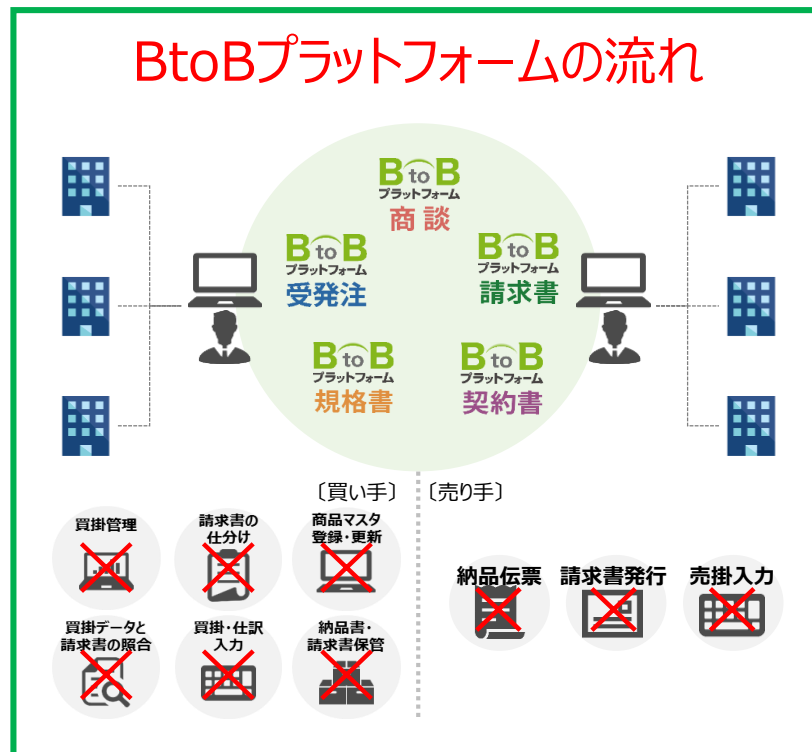 BtoBプラットフォームの流れ
BtoB
プラットフォーム
商談
BtoB
プラットフォーム
受発注
BtoB
プラットフォーム
請求書
BtoB
プラットフォーム
規格書
BtoB
プラットフォーム
契約書
〔買い手〕
〔売り手〕
買掛管理
請求書の
仕分け
商品マスタ
登録・更新
買掛データと
請求書の照合
買掛・仕訳
入力
納品書・
請求書保管
納品伝票
請求書発行
売掛入力